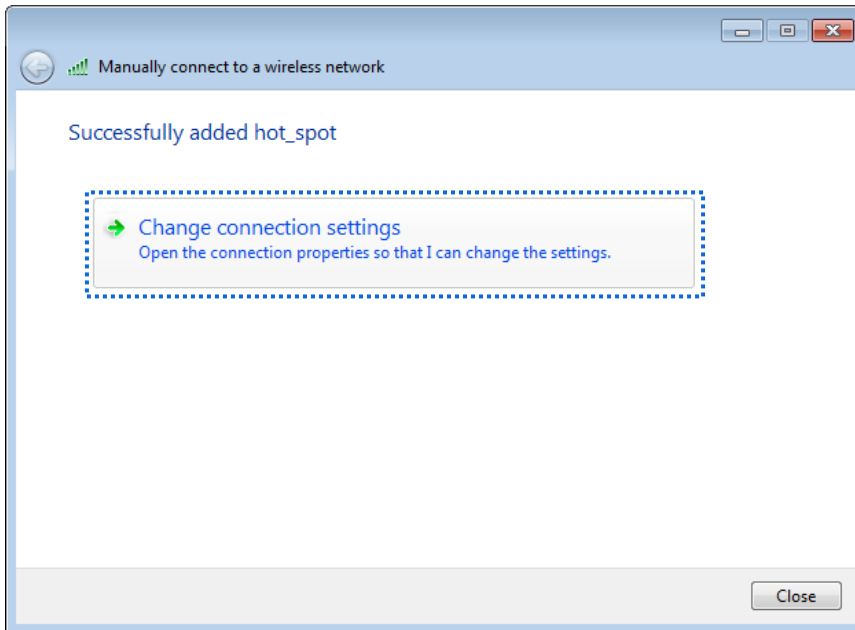 Manually connect to a wireless network
Successfully added hot_spot
Change connection settings
Open the connection properties so that I can change the settings.
Close